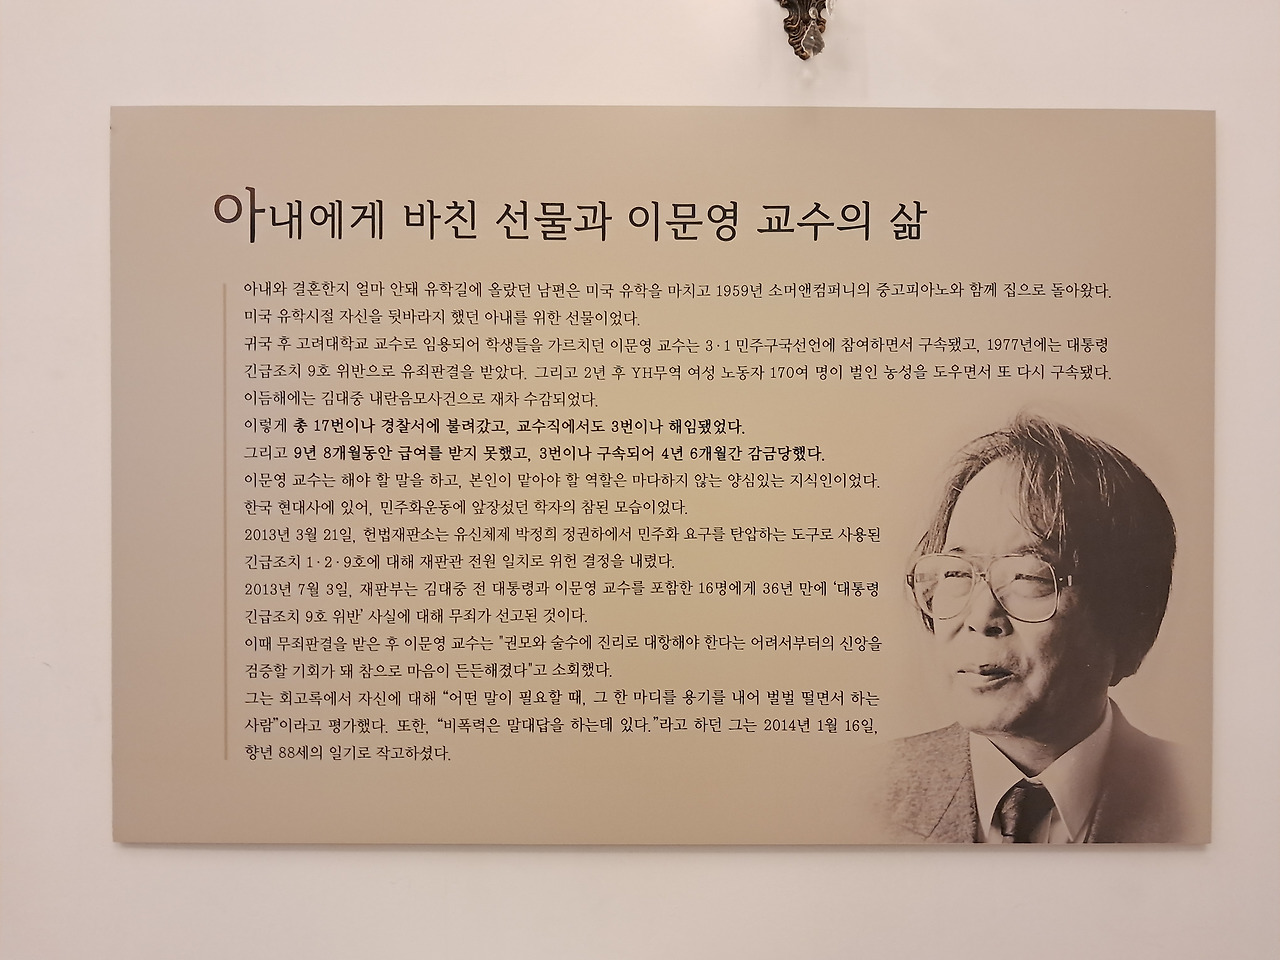 아내에게 바친 선물과 이문영 교수의 삶
아내와 결혼한지 얼마 안돼 유학길에 올랐던 남편은 미국 유학을 마치고 1959년 소머앤컴퍼니의 중고피아노와 함께 집으로 돌아왔다.
미국 유학시절 자신을 뒷바라지 했던 아내를 위한 선물이었다.
귀국 후 고려대학교 교수로 임용되어 학생들을 가르치던 이문영 교수는 3·1 민주구국선언에 참여하면서 구속됐고, 1977년에는 대통령
긴급조치 9호 위반으로 유죄판결을 받았다. 그리고 2년 후 YH무역 여성 노동자 170여 명이 벌인 농성을 도우면서 또 다시 구속됐다.
이듬해에는 김대중 내란음모사건으로 재차 수감되었다.
이렇게 총 17번이나 경찰서에 불려갔고, 교수직에서도 3번이나 해임됐었다.
그리고 9년 8개월동안 급여를 받지 못했고, 3번이나 구속되어 4년 6개월간 감금당했다.
이문영 교수는 해야 할 말을 하고, 본인이 맡아야 할 역할은 마다하지 않는 양심있는 지식인이었다.
한국 현대사에 있어, 민주화운동에 앞장섰던 학자의 참된 모습이었다.
2013년 3월 21일, 헌법재판소는 유신체제 박정희 정권하에서 민주화 요구를 탄압하는 도구로 사용된
긴급조치 1·2·9호에 대해 재판관 전원 일치로 위헌 결정을 내렸다.
2013년 7월 3일, 재판부는 김대중 전 대통령과 이문영 교수를 포함한 16명에게 36년 만에 ‘대통령
긴급조치 9호 위반’ 사실에 대해 무죄가 선고된 것이다.
이때 무죄판결을 받은 후 이문영 교수는 "권모와 술수에 진리로 대항해야 한다는 어려서부터의 신앙을
검증할 기회가 돼 참으로 마음이 든든해졌다"고 소회했다.
그는 회고록에서 자신에 대해 “어떤 말이 필요할 때, 그 한 마디를 용기를 내어 벌벌 떨면서 하는
사람”이라고 평가했다. 또한, “비폭력은 말대답을 하는데 있다.”라고 하던 그는 2014년 1월 16일,
향년 88세의 일기로 작고하셨다.